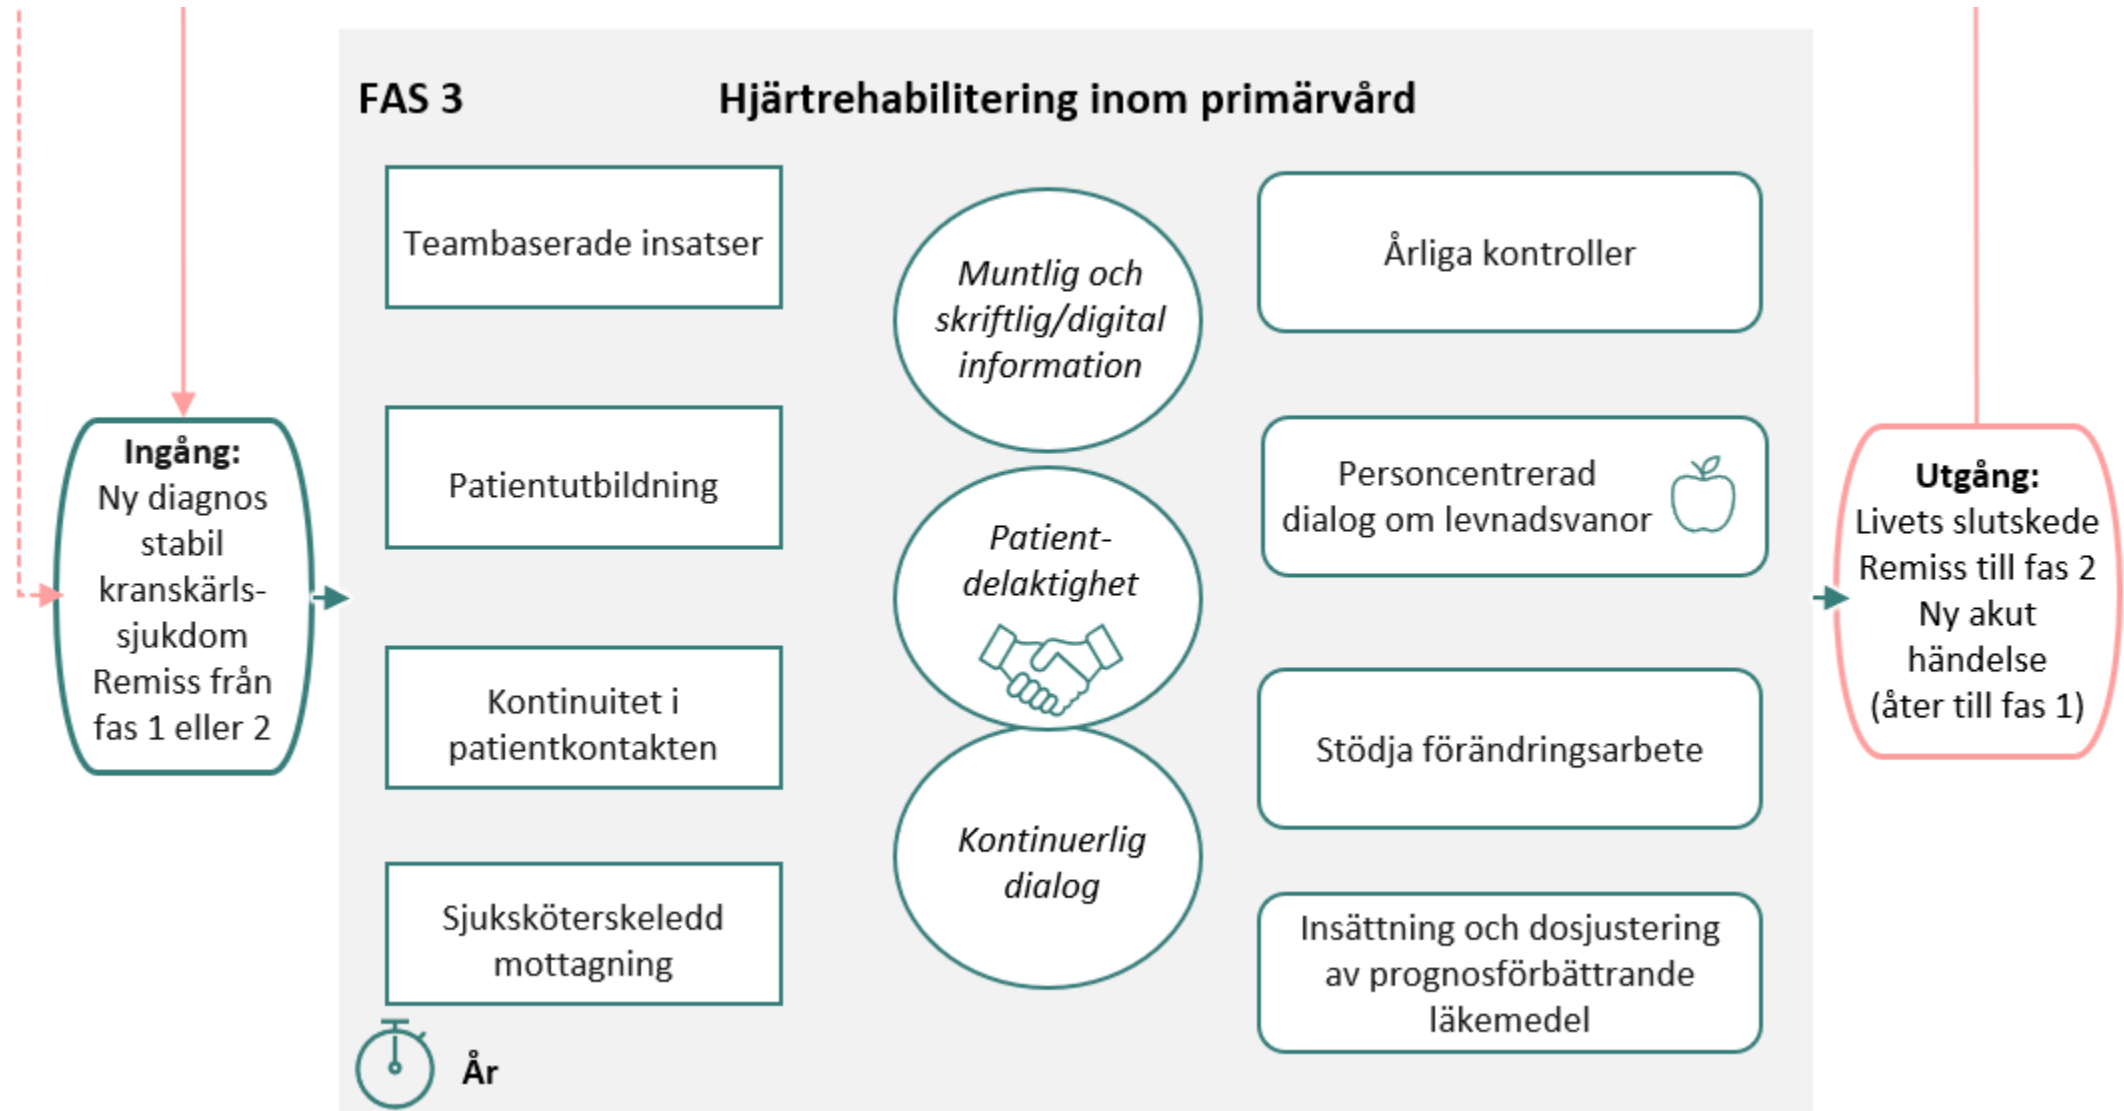 FAS 3
Hjärtrehabilitering inom primärvård
Ingång:
Ny diagnos
stabil
kranskärls-
sjukdom
Remiss från
fas 1 eller 2
Teambaserade insatser
Patientutbildning
Kontinuitet i
patientkontakten
Sjuksköterskeledd
mottagning
År
Muntlig och
skriftlig/digital
information
Patient-
delaktighet
Kontinuerlig
dialog
Årliga kontroller
Personcentrerad
dialog om levnadsvanor
Stödja förändringsarbete
Insättning och dosjustering
av prognosförbättrande
läkemedel
Utgång:
Livets slutskede
Remiss till fas 2
Ny akut
händelse
(åter till fas 1)